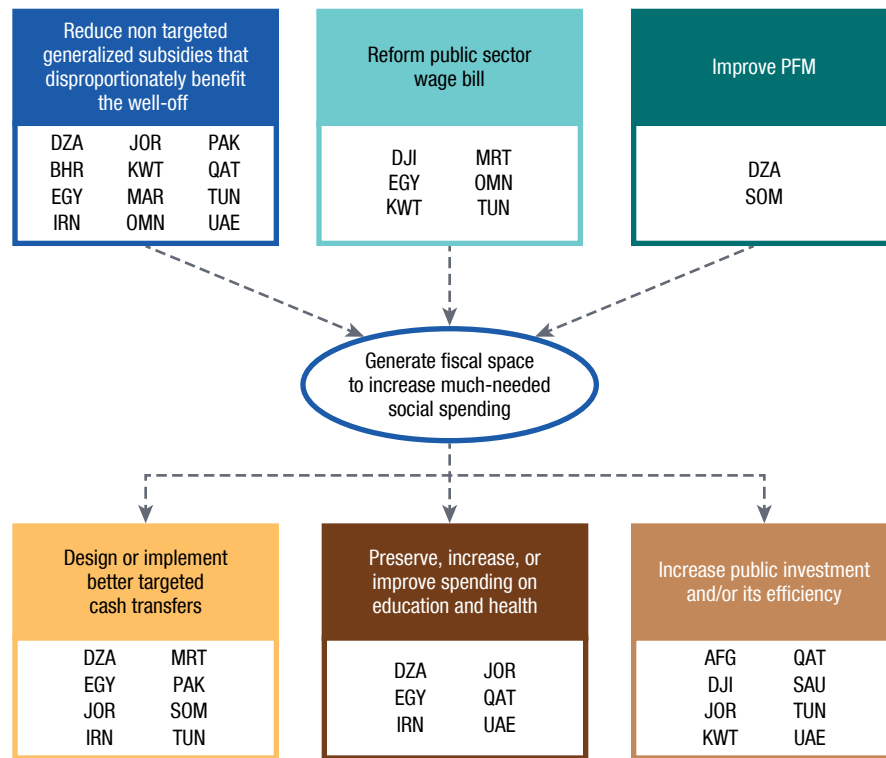 Reduce non targeted
generalized subsidies that
disproportionately benefit
the well-off
DZA JOR PAK
BHR KWT QAT
EGY MAR TUN
IRN OMN UAE
Reform public sector
wage bill
DJI MRT
EGY OMN
KWT TUN
Improve PFM
DZA
SOM
Generate fiscal space
to increase much-needed
social spending
Design or implement
better targeted
cash transfers
DZA MRT
EGY PAK
JOR SOM
IRN TUN
Preserve, increase, or
improve spending on
education and health
DZA JOR
EGY QAT
IRN UAE
Increase public investment
and/or its efficiency
AFG QAT
DJI SAU
JOR TUN
KWT UAE